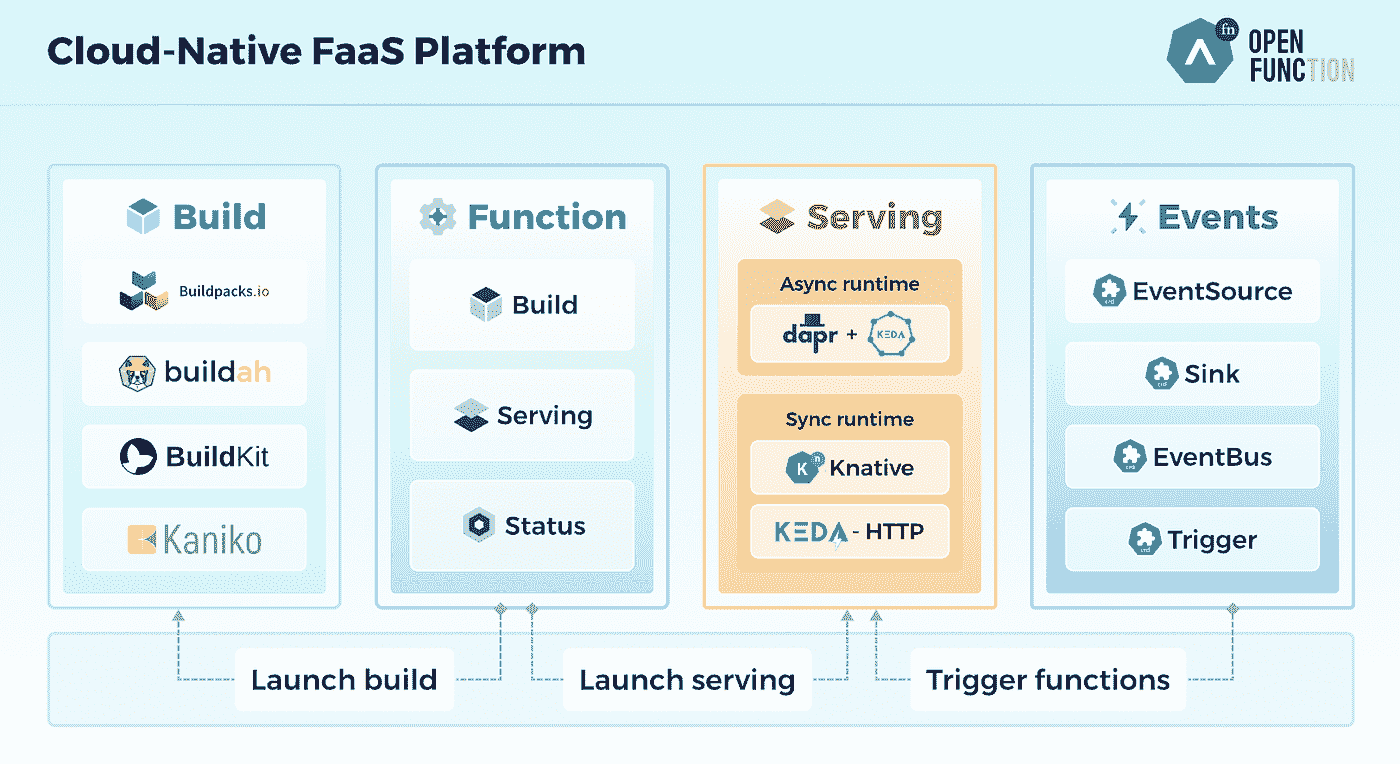 Cloud-Native FaaS Platform
fn
OPEN
FUNCTION
Build
Buildpacks.io
buildah
BuildKit
Kaniko
Function
Build
Serving
Status
Serving
Async runtime
dapr + KEDA
Sync runtime
K n Knative
KEDA - HTTP
Events
EventSource
Sink
EventBus
Trigger
Launch build
Launch serving
Trigger functions